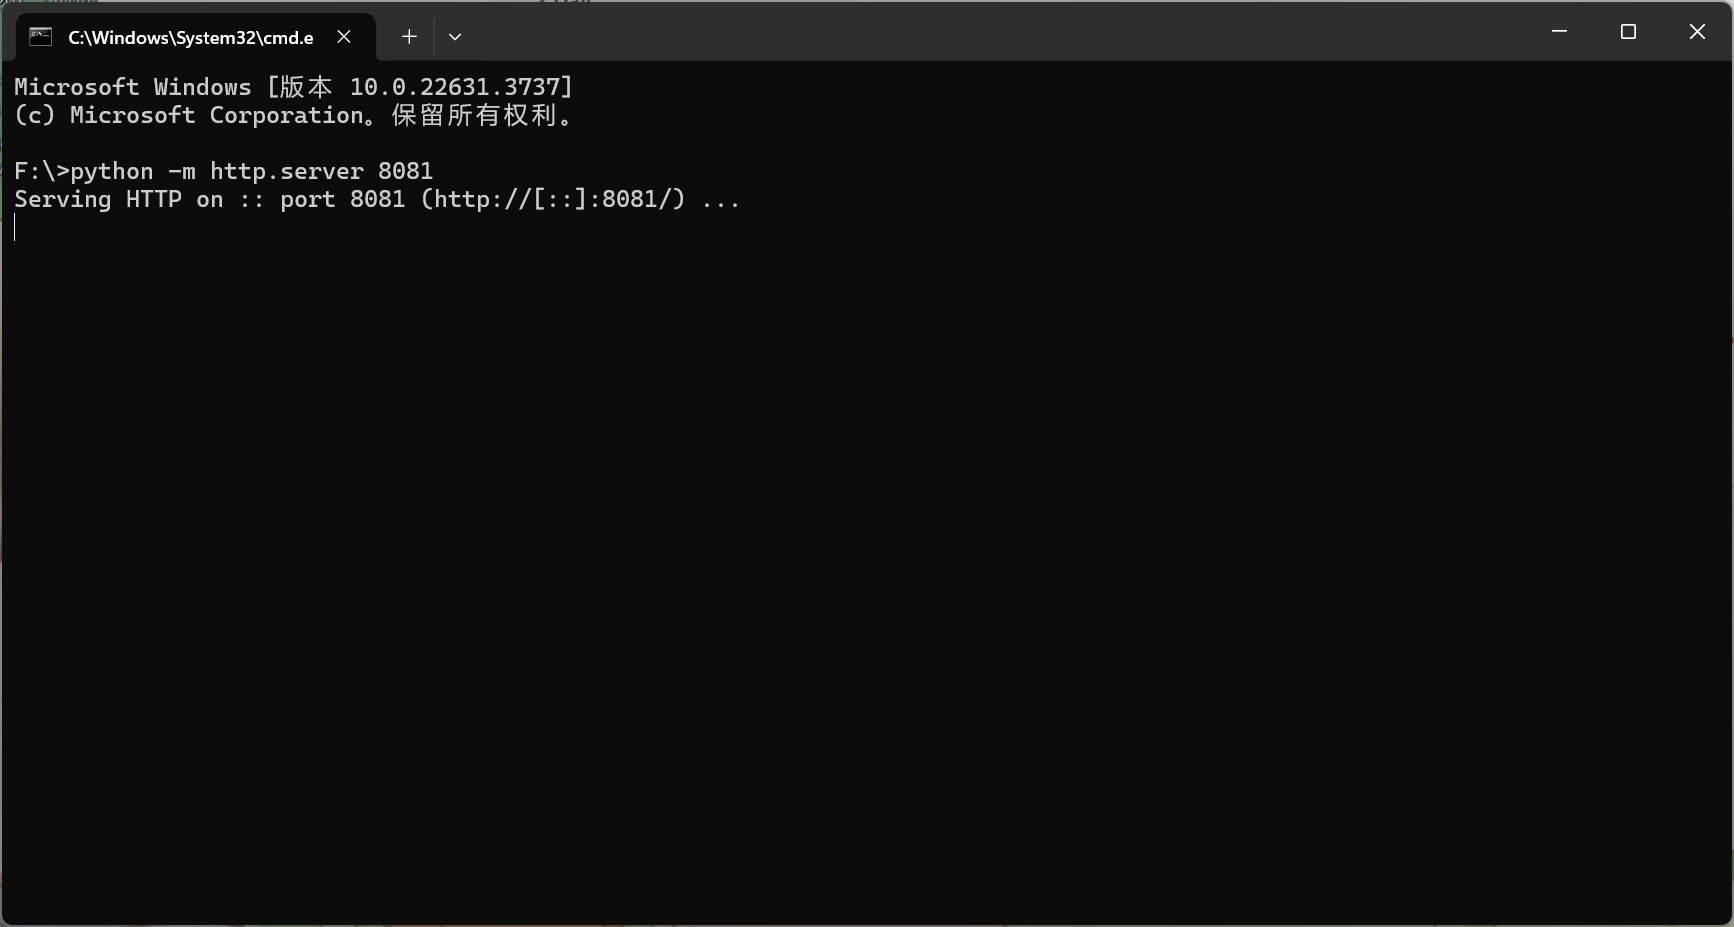 C:\Windows\System32\cmd.e
Microsoft Windows [版本 10.0.22631.3737]
(c) Microsoft Corporation。保留所有权利。
F:\>python -m http.server 8081
Serving HTTP on :: port 8081 (http://[::]:8081/) ...